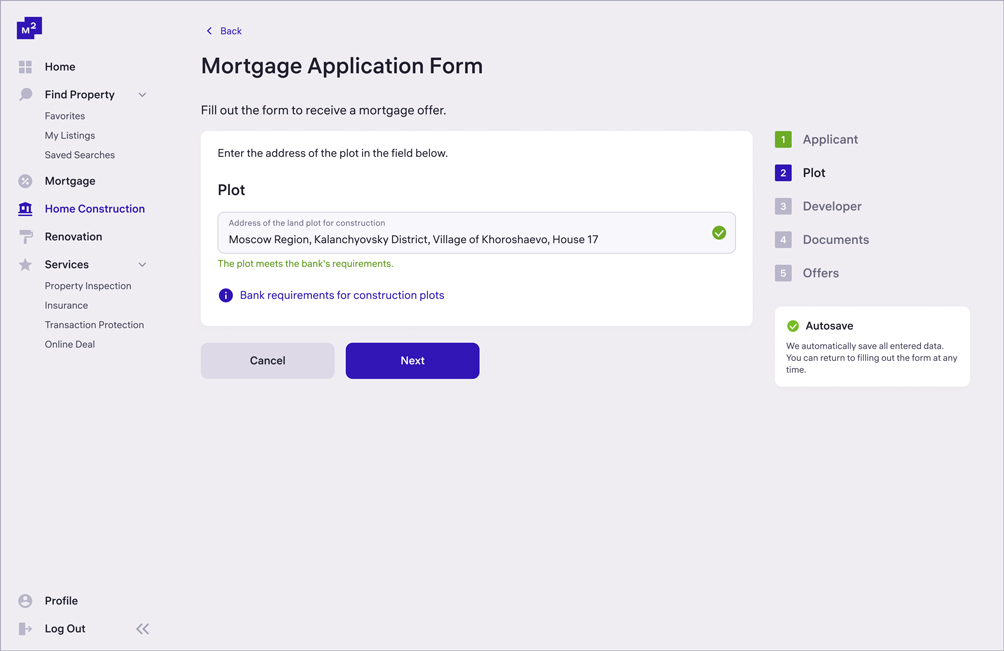 M2
Home
Find Property
Favorites
My Listings
Saved Searches
Mortgage
Home Construction
Renovation
Services
Property Inspection
Insurance
Transaction Protection
Online Deal
Profile
Log Out
Back
Mortgage Application Form
Fill out the form to receive a mortgage offer.
Enter the address of the plot in the field below.
Plot
Address of the land plot for construction
Moscow Region, Kalanchyovsky District, Village of Khoroshaevo, House 17
The plot meets the bank's requirements.
Bank requirements for construction plots
Cancel
Next
1 Applicant
2 Plot
3 Developer
4 Documents
5 Offers
Autosave
We automatically save all entered data.
You can return to filling out the form at any
time.